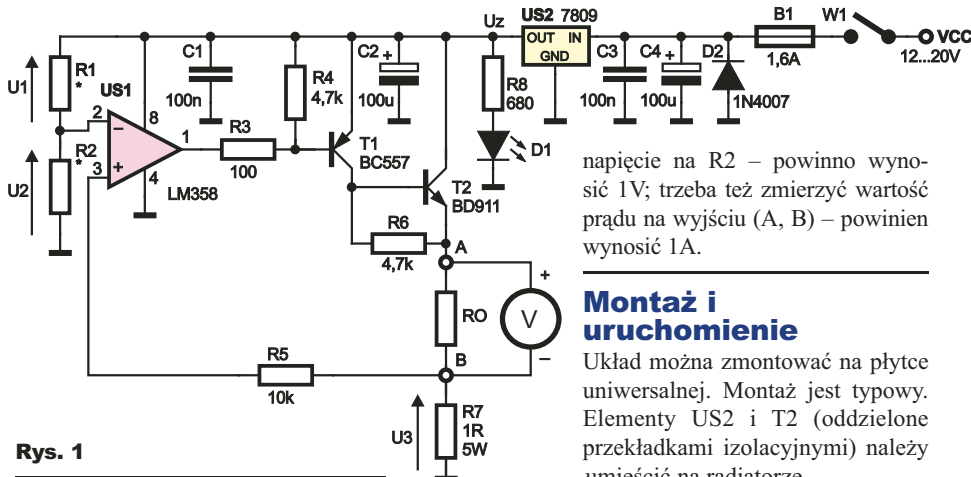 US2 7809
Uz
OUT IN
GND
B1
1,6A
W1
VCC
12...20V
U1
R1
*
US1
2
8
1
3
4
LM358
U2
R2
*
C1
100n
R3
100
R4
4,7k
C2 +
100u
T1
BC557
T2
BD911
R8
680
D1
C3
100n
C4 +
100u
D2
1N4007
R6
4,7k
A
RO
V
+
–
B
R5
10k
U3
R7
1R
5W
Rys. 1
napięcie na R2 – powinno wyno-
sić 1V; trzeba też zmierzyć wartość
prądu na wyjściu (A, B) – powinien
wynosić 1A.
Montaż i
uruchomienie
Układ można zmontować na płytce
uniwersalnej. Montaż jest typowy.
Elementy US2 i T2 (oddzielone
przekładkami izolacyjnymi) należy
umieścić na radiatorze